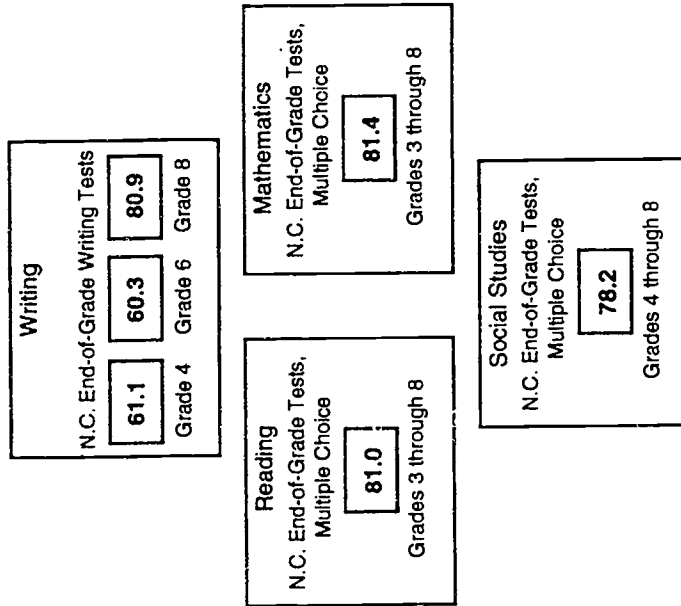 Writing
N.C. End-of-Grade Writing Tests
61.1 60.3 80.9
Grade 4 Grade 6 Grade 8
Reading
N.C. End-of-Grade Tests,
Multiple Choice
81.0
Grades 3 through 8
Mathematics
N.C. End-of-Grade Tests,
Multiple Choice
81.4
Grades 3 through 8
Social Studies
N.C. End-of-Grade Tests,
Multiple Choice
78.2
Grades 4 through 8